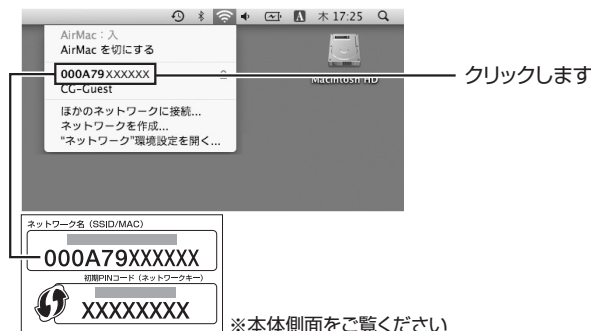 木 17:25
AirMac：入
AirMac を切にする
000A79XXXXXX
CG-Guest
ほかのネットワークに接続...
ネットワークを作成...
“ネットワーク”環境設定を開く...
Macintosh HD
クリックします
ネットワーク名（SSID/MAC）
000A79XXXXXX
初期PINコード（ネットワークキー）
XXXXXXXX
※本体側面をご覧ください